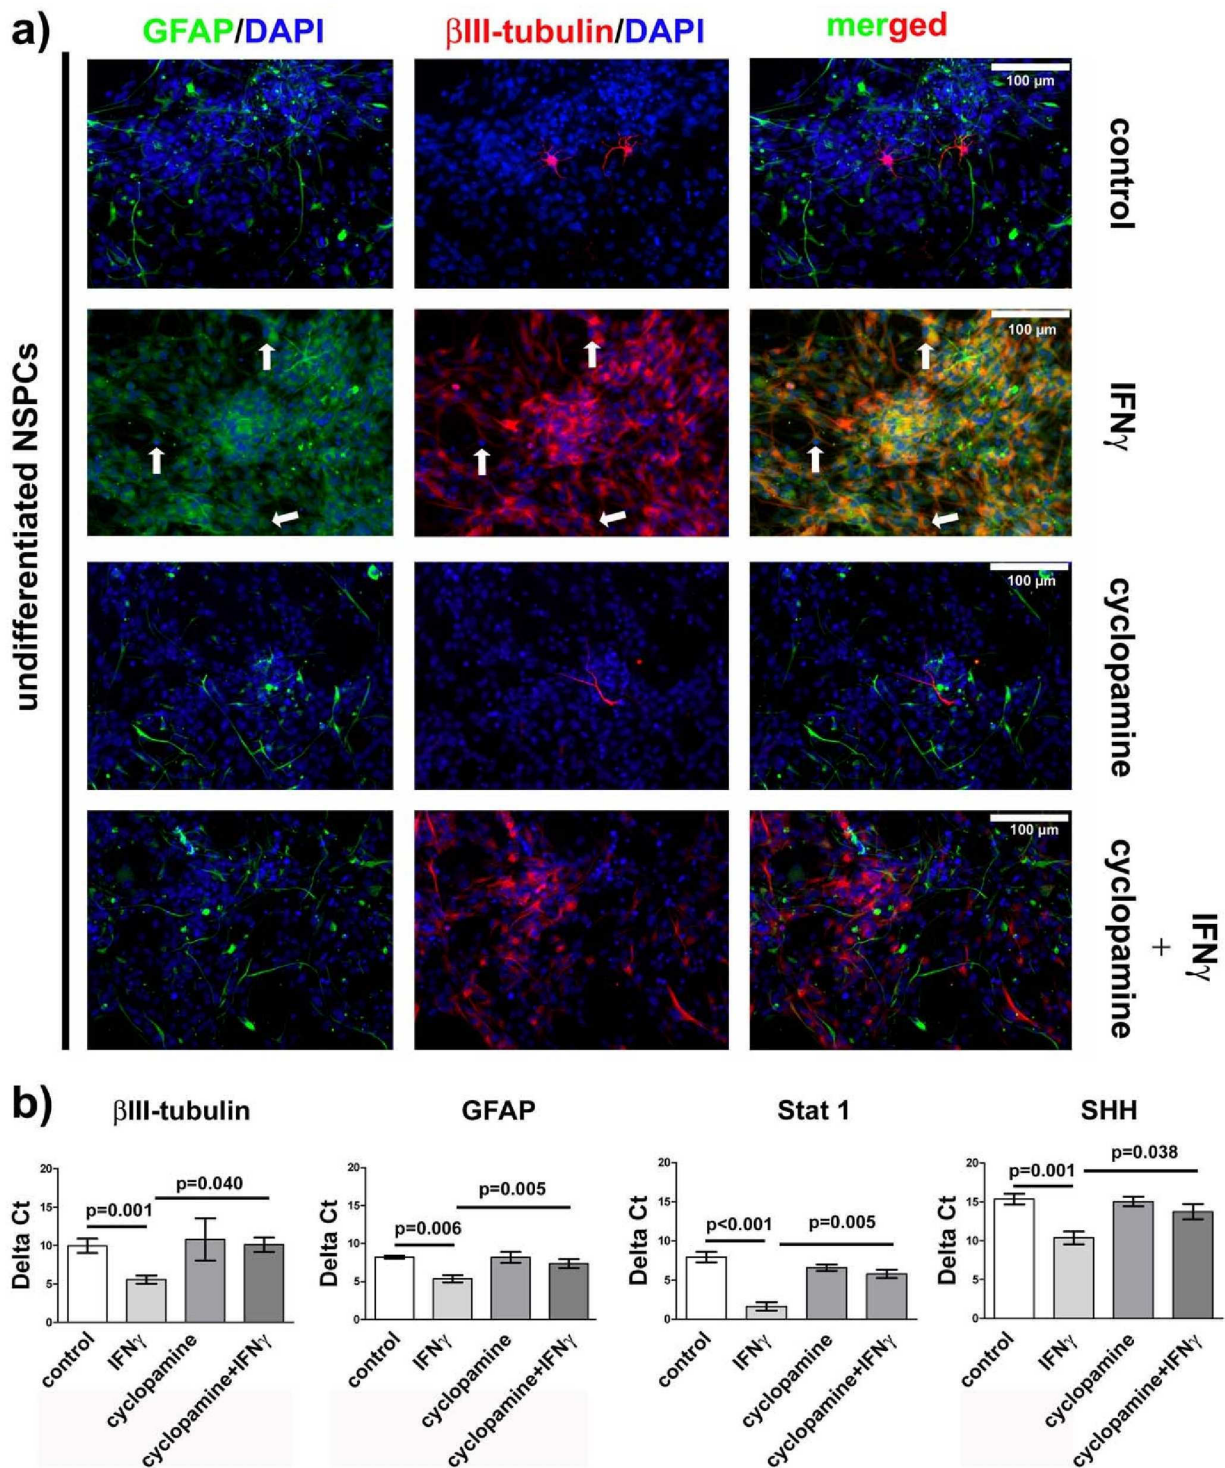 a)
GFAP/DAPI
βIII-tubulin/DAPI
merged
undifferentiated NSPCs
100 µm
control
100 µm
IFNγ
100 µm
cyclopamine
100 µm
cyclopamine
+
IFNγ
b)
βIII-tubulin
Delta Ct
20
15
10
5
0
p=0.001
p=0.040
control
IFNγ
cyclopamine
cyclopamine+IFNγ
GFAP
Delta Ct
20
15
10
5
0
p=0.006
p=0.005
control
IFNγ
cyclopamine
cyclopamine+IFNγ
Stat 1
Delta Ct
20
15
10
5
0
p<0.001
p=0.005
control
IFNγ
cyclopamine
cyclopamine+IFNγ
SHH
Delta Ct
20
15
10
5
0
p=0.001
p=0.038
control
IFNγ
cyclopamine
cyclopamine+IFNγ